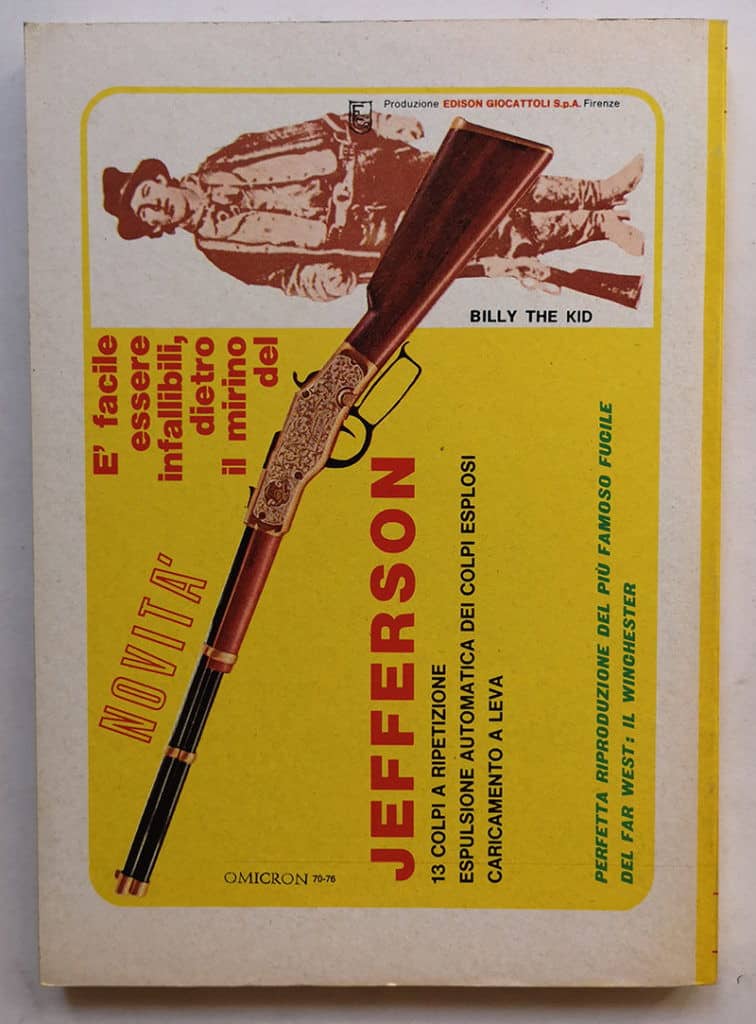 Produzione EDISON GIOCATTOLI S.p.A. Firenze
BILLY THE KID
E' facile
essere
infallibili,
dietro
il mirino
del
NOVITA'
JEFFERSON
13 COLPI A RIPETIZIONE
ESPULSIONE AUTOMATICA DEI COLPI ESPLOSI
CARICAMENTO A LEVA
PERFETTA RIPRODUZIONE DEL PIÙ FAMOSO FUCILE
DEL FAR WEST: IL WINCHESTER
OMICRON 70-76